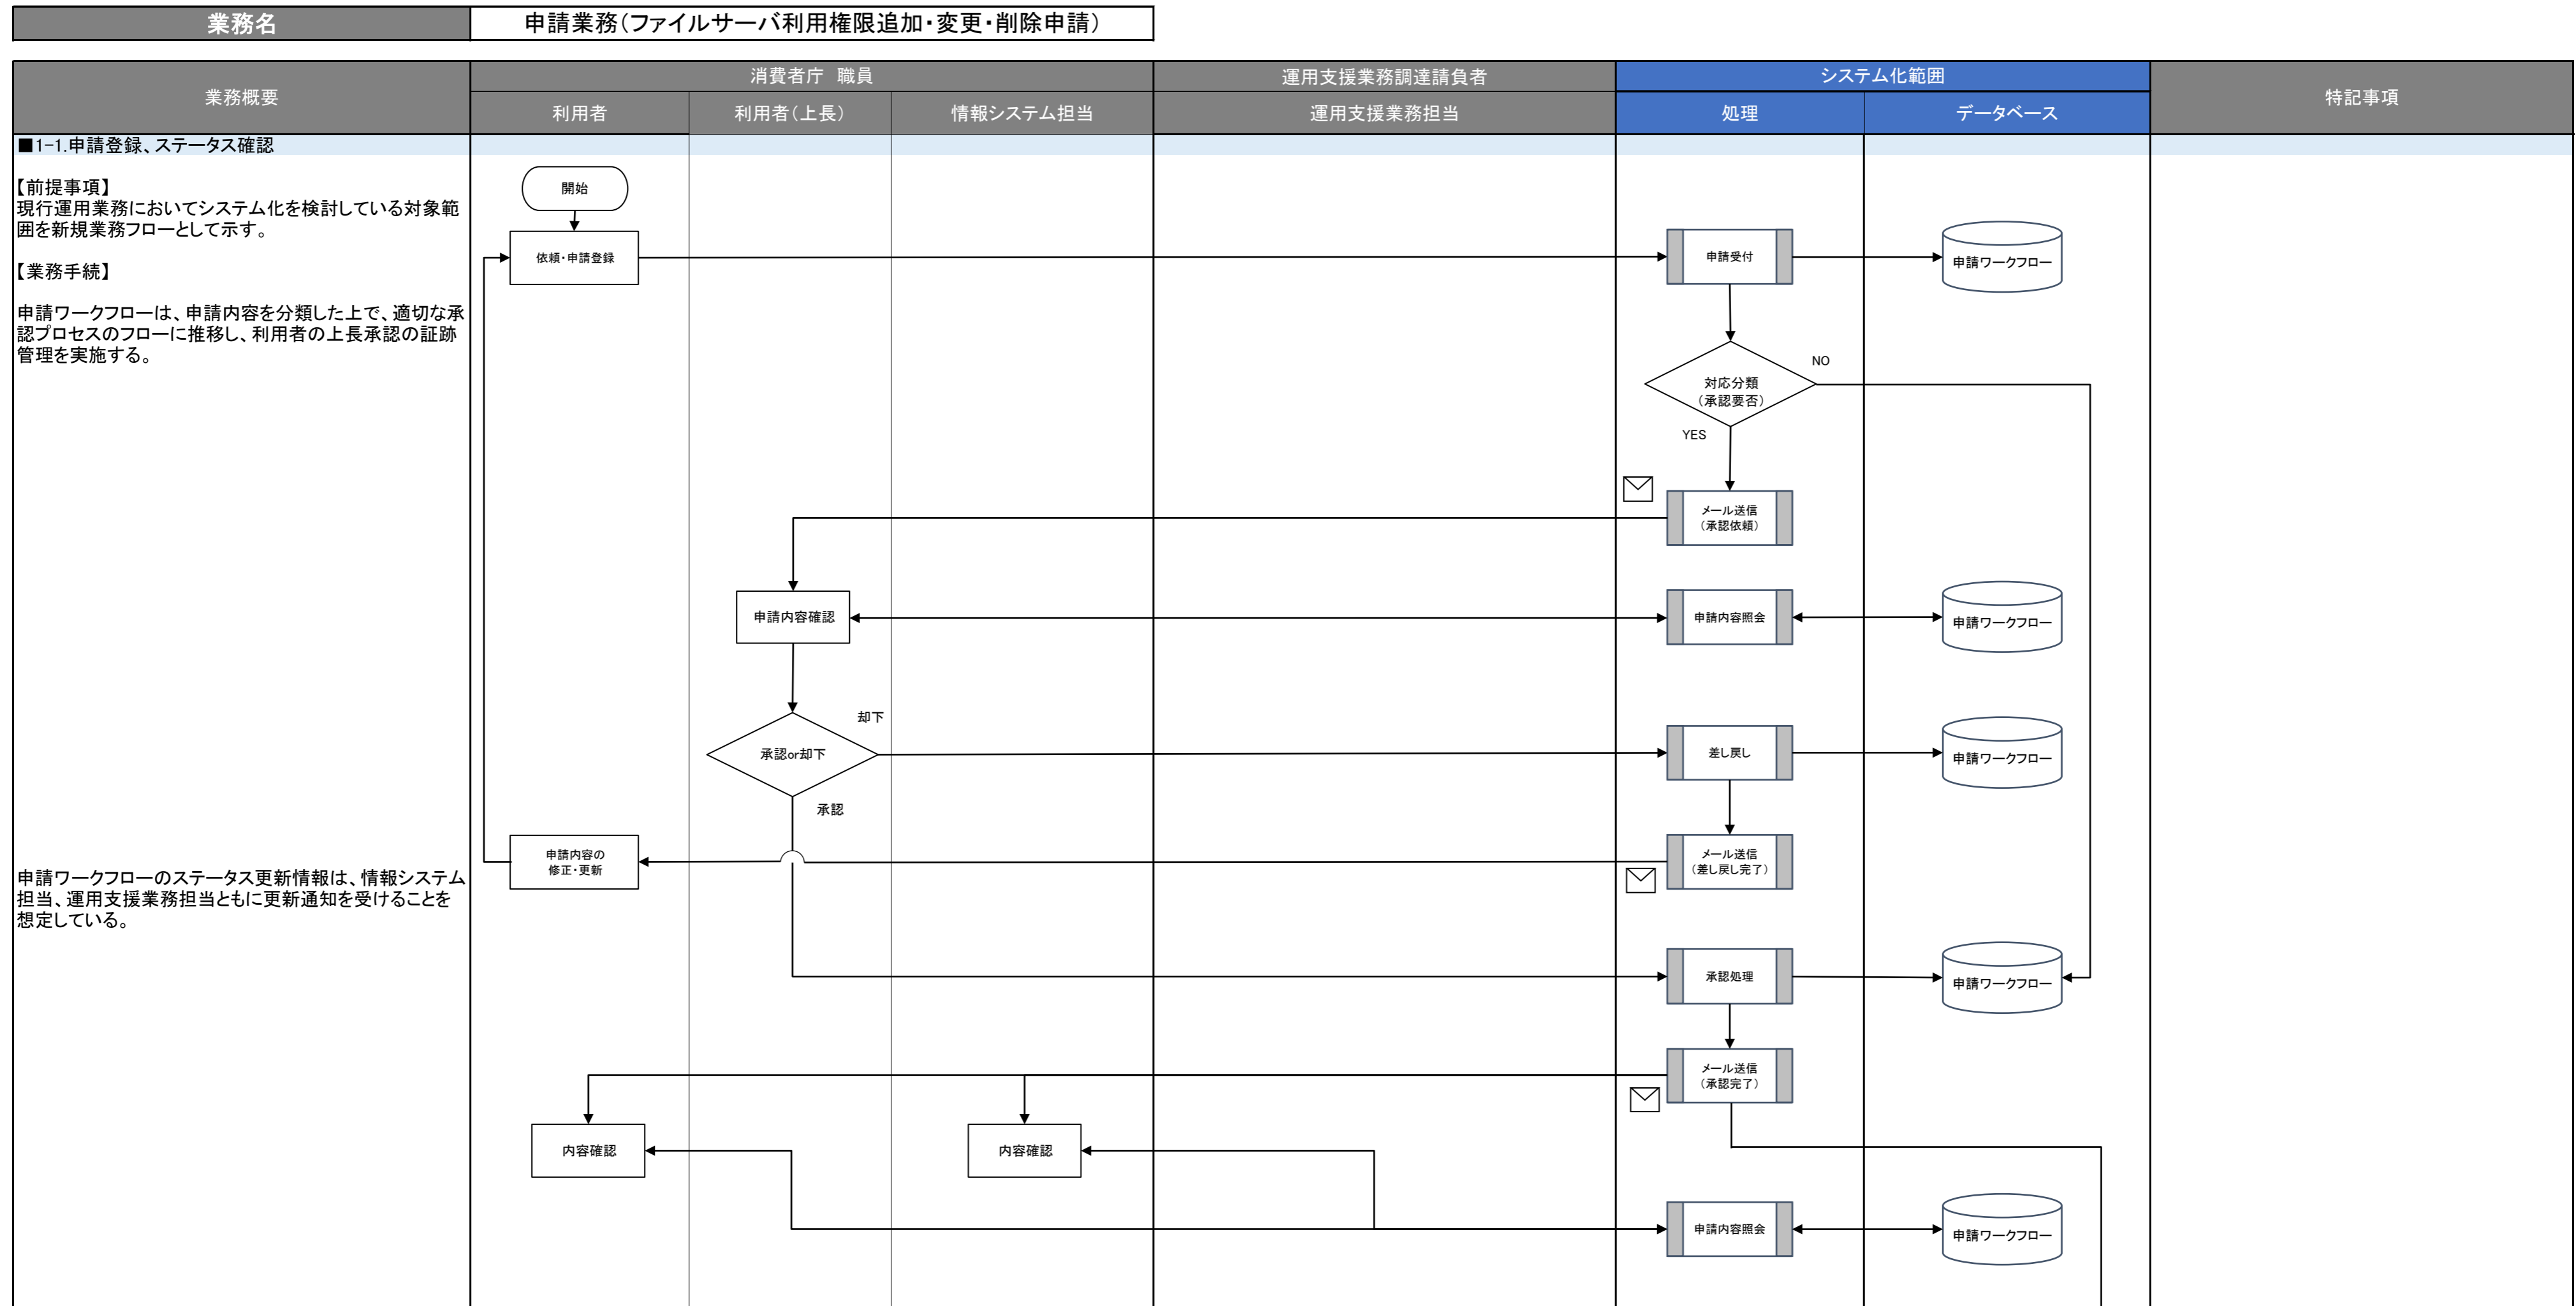 業務名
申請業務(ファイルサーバ利用権限追加・変更・削除申請)
業務概要
消費者庁 職員
運用支援業務調達請負者
システム化範囲
特記事項
利用者
利用者(上長)
情報システム担当
運用支援業務担当
処理
データベース
■1-1.申請登録、ステータス確認
【前提事項】
現行運用業務においてシステム化を検討している対象範
囲を新規業務フローとして示す。
【業務手続】
申請ワークフローは、申請内容を分類した上で、適切な承
認プロセスのフローに推移し、利用者の上長承認の証跡
管理を実施する。
申請ワークフローのステータス更新情報は、情報システム
担当、運用支援業務担当ともに更新通知を受けることを
想定している。
開始
依頼・申請登録
申請受付
申請ワークフロー
対応分類
(承認要否)
NO
YES
メール送信
(承認依頼)
申請内容確認
申請内容照会
申請ワークフロー
承認or却下
却下
承認
差し戻し
申請ワークフロー
申請内容の
修正・更新
メール送信
(差し戻し完了)
承認処理
申請ワークフロー
メール送信
(承認完了)
内容確認
内容確認
申請内容照会
申請ワークフロー